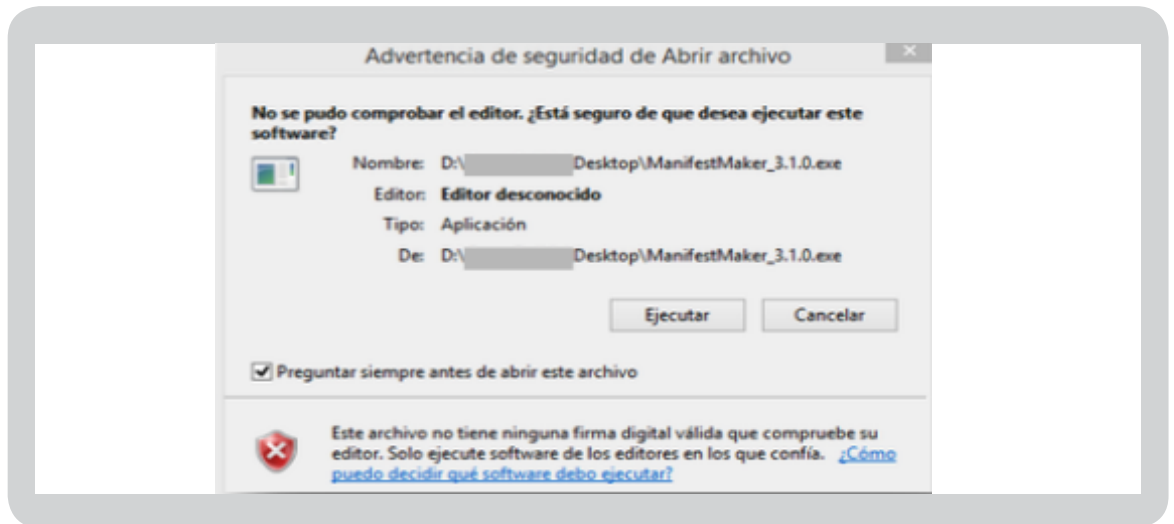 Advertencia de seguridad de Abrir archivo
No se pudo comprobar el editor. ¿Está seguro de que desea ejecutar este
software?
Nombre: D:\ Desktop\ManifestMaker_3.1.0.exe
Editor: Editor desconocido
Tipo: Aplicación
De: D:\ Desktop\ManifestMaker_3.1.0.exe
Ejecutar Cancelar
Preguntar siempre antes de abrir este archivo
Este archivo no tiene ninguna firma digital válida que compruebe su
editor. Solo ejecute software de los editores en los que confía. ¿Cómo
puedo decidir qué software debo ejecutar?